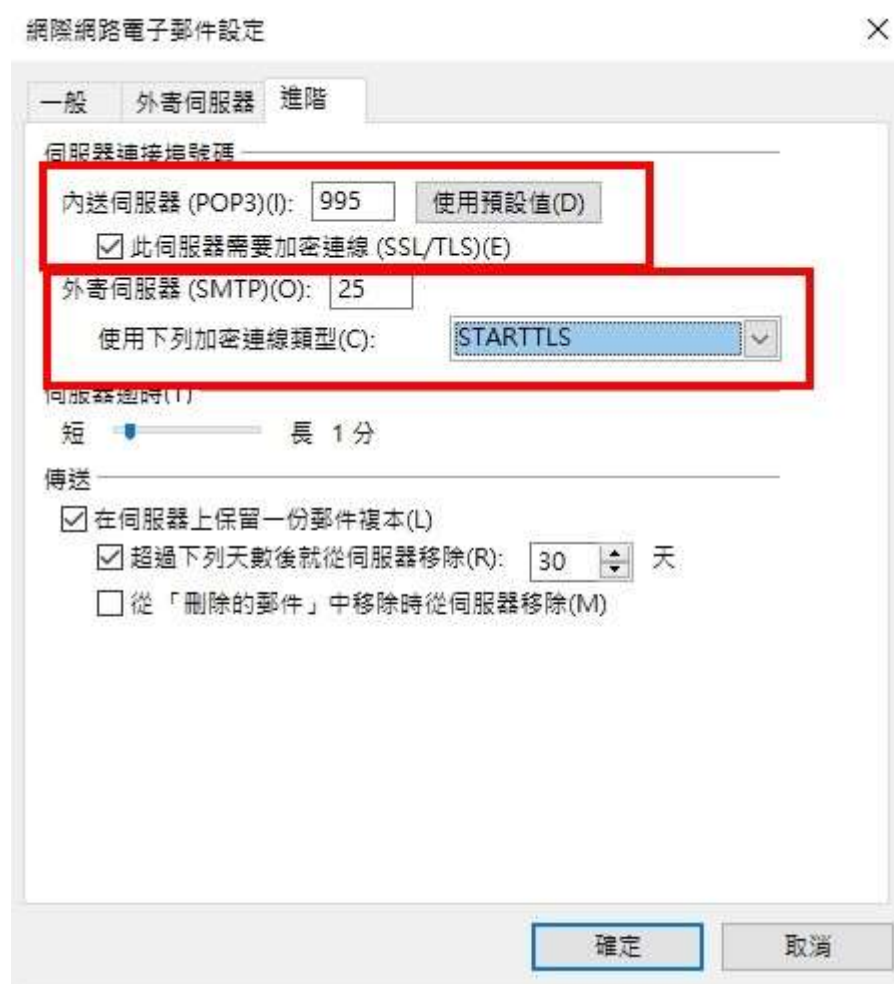 網際網路電子郵件設定
一般 外寄伺服器 進階
伺服器連接埠號碼
內送伺服器 (POP3)(I): 995 使用預設值(D)
此伺服器需要加密連線 (SSL/TLS)(E)
外寄伺服器 (SMTP)(O): 25
使用下列加密連線類型(C): STARTTLS
伺服器逾時(T)
短 長 1 分
傳送
在伺服器上保留一份郵件複本(L)
超過下列天數後就從伺服器移除(R): 30 天
從「刪除的郵件」中移除時從伺服器移除(M)
確定 取消